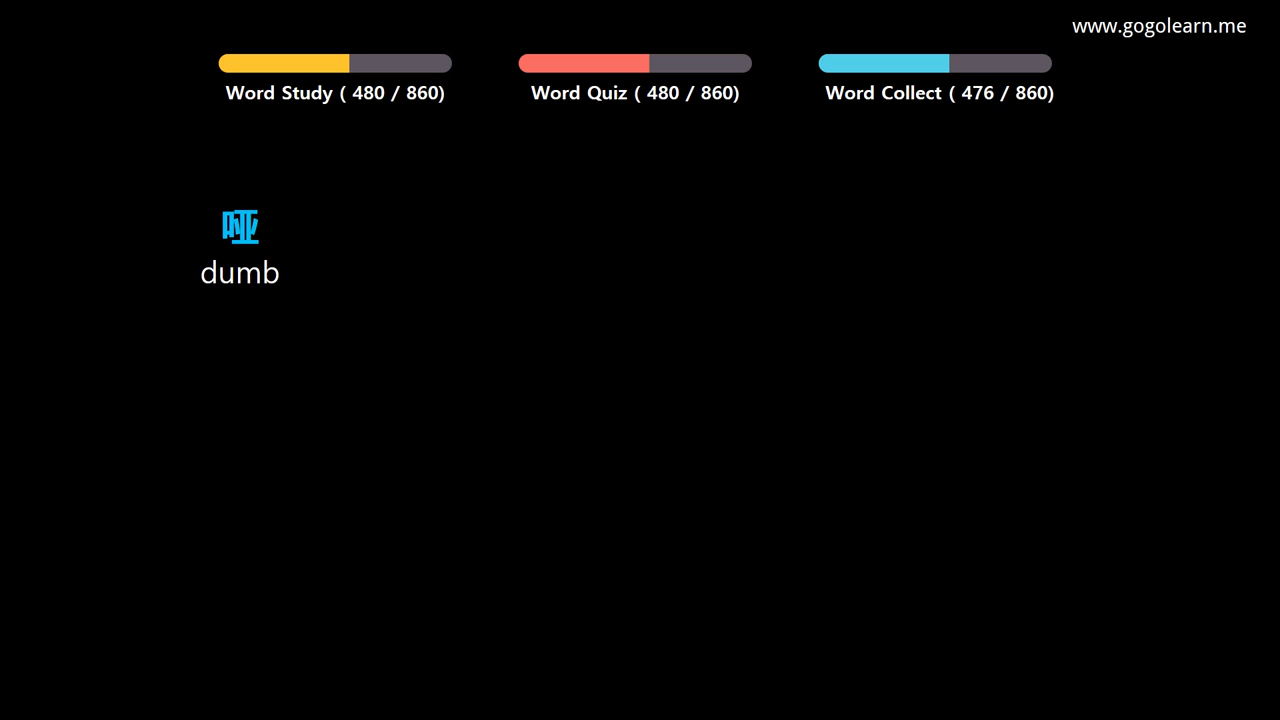 www.gogolearn.me
Word Study ( 480 / 860)
Word Quiz ( 480 / 860)
Word Collect ( 476 / 860)
哑
dumb